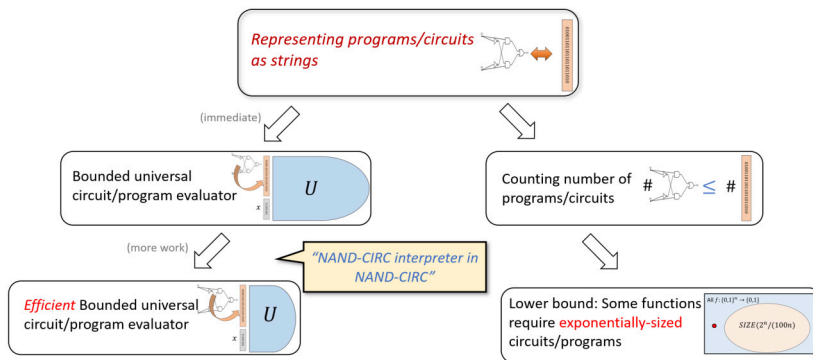 Representing programs/circuits
as strings
(immediate)
Bounded universal
circuit/program evaluator
x
U
Counting number of
programs/circuits
# ≤ #
(more work)
“NAND-CIRC interpreter in
NAND-CIRC”
Efficient Bounded universal
circuit/program evaluator
x
U
Lower bound: Some functions
require exponentially-sized
circuits/programs
All f: {0,1}ⁿ → {0,1}
SIZE(2ⁿ/(100n)